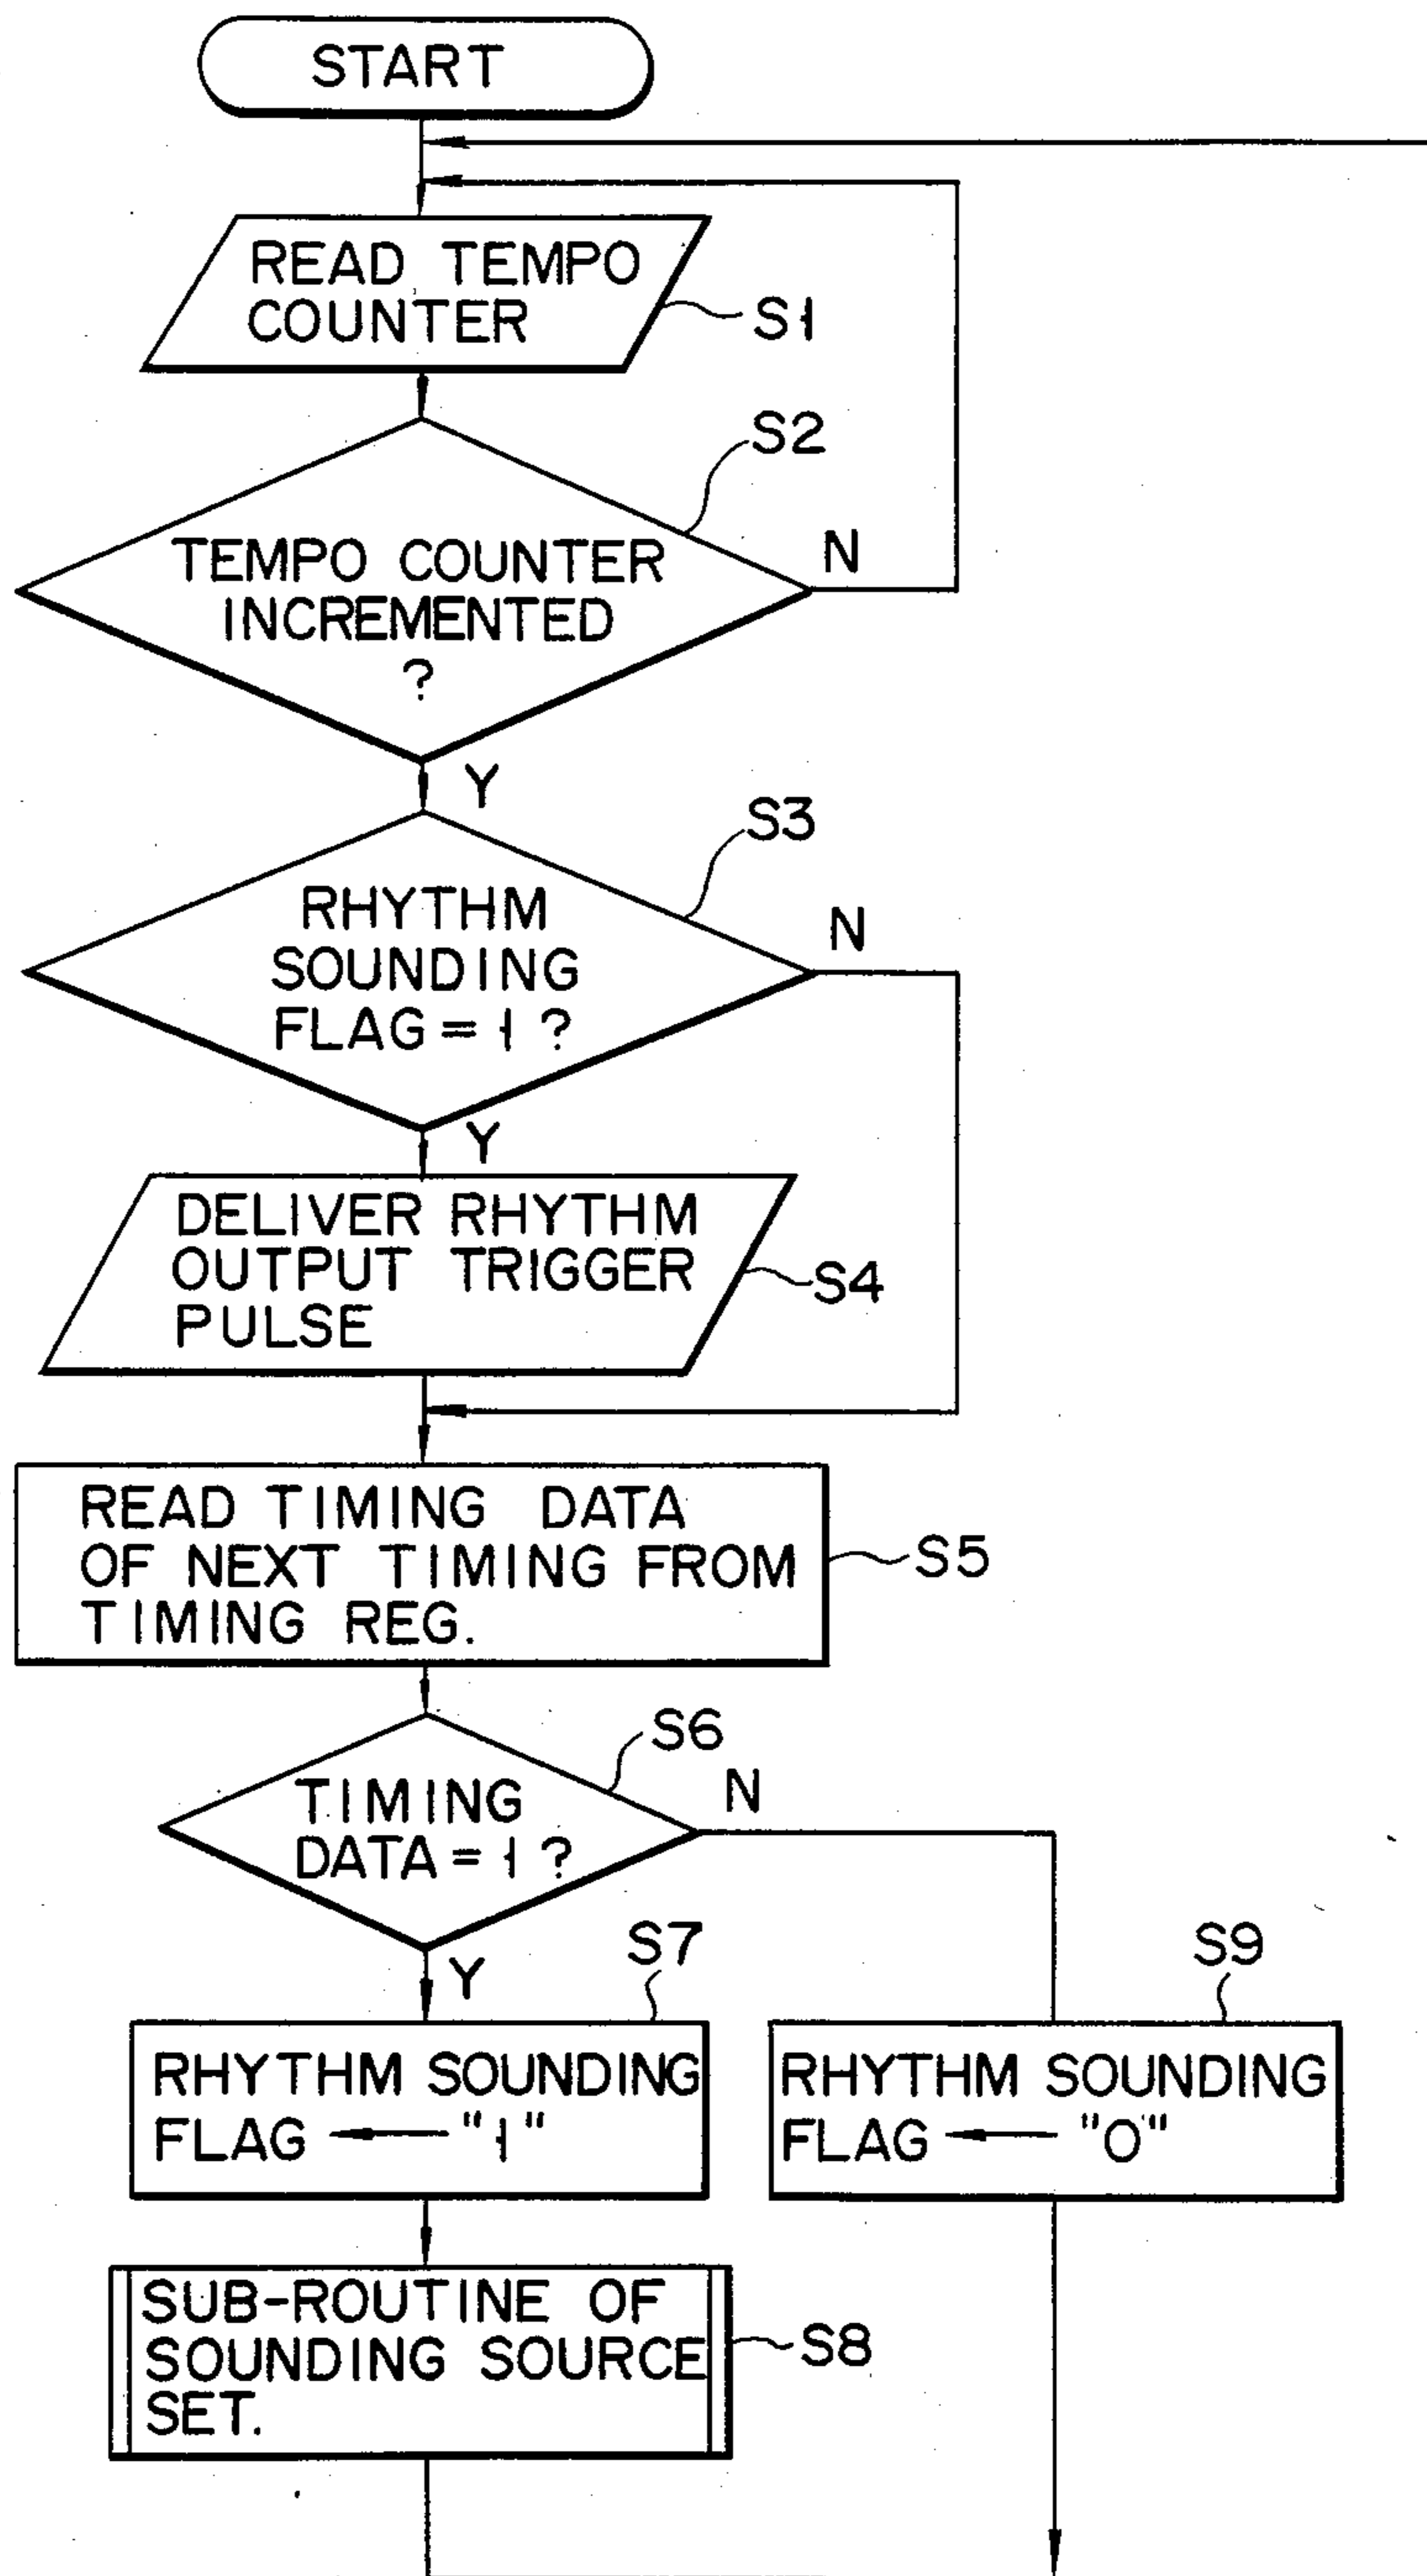 START
READ TEMPO
COUNTER
S1
S2
TEMPO COUNTER
INCREMENTED
?
N
Y
S3
RHYTHM
SOUNDING
FLAG = 1 ?
N
Y
DELIVER RHYTHM
OUTPUT TRIGGER
PULSE
S4
READ TIMING DATA
OF NEXT TIMING FROM
TIMING REG.
S5
S6
TIMING
DATA = 1 ?
N
Y
S7
RHYTHM SOUNDING
FLAG ← "1"
S9
RHYTHM SOUNDING
FLAG ← "0"
SUB-ROUTINE OF
SOUNDING SOURCE
SET.
S8